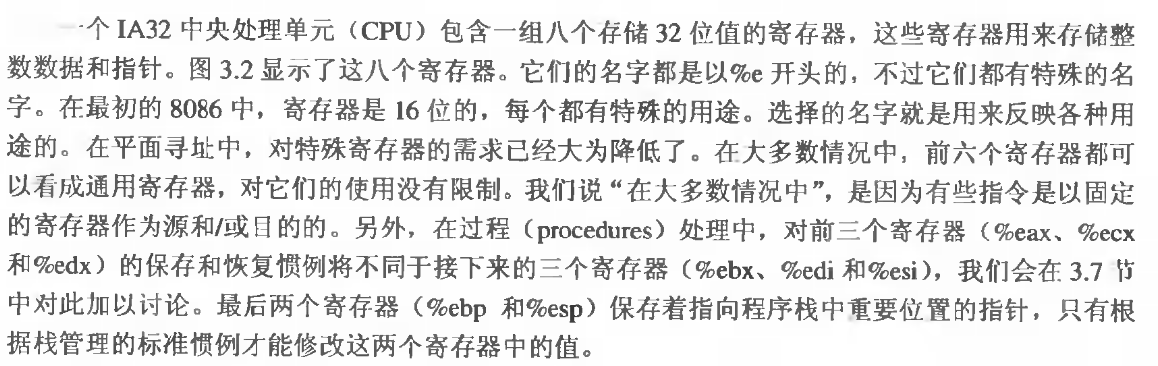 一个 IA32 中央处理单元（CPU）包含一组八个存储 32 位值的寄存器，这些寄存器用来存储整
数数据和指针。图 3.2 显示了这八个寄存器。它们的名字都是以%e 开头的，不过它们都有特殊的名
字。在最初的 8086 中，寄存器是 16 位的，每个都有特殊的用途。选择的名字就是用来反映各种用
途的。在平面寻址中，对特殊寄存器的需求已经大为降低了。在大多数情况中，前六个寄存器都可
以看成通用寄存器，对它们的使用没有限制。我们说“在大多数情况中”，是因为有些指令是以固定
的寄存器作为源和/或目的的。另外，在过程（procedures）处理中，对前三个寄存器（%eax、%ecx
和%edx）的保存和恢复惯例将不同于接下来的三个寄存器（%ebx、%edi 和%esi），我们会在 3.7 节
中对此加以讨论。最后两个寄存器（%ebp 和%esp）保存着指向程序栈中重要位置的指针，只有根
据栈管理的标准惯例才能修改这两个寄存器中的值。